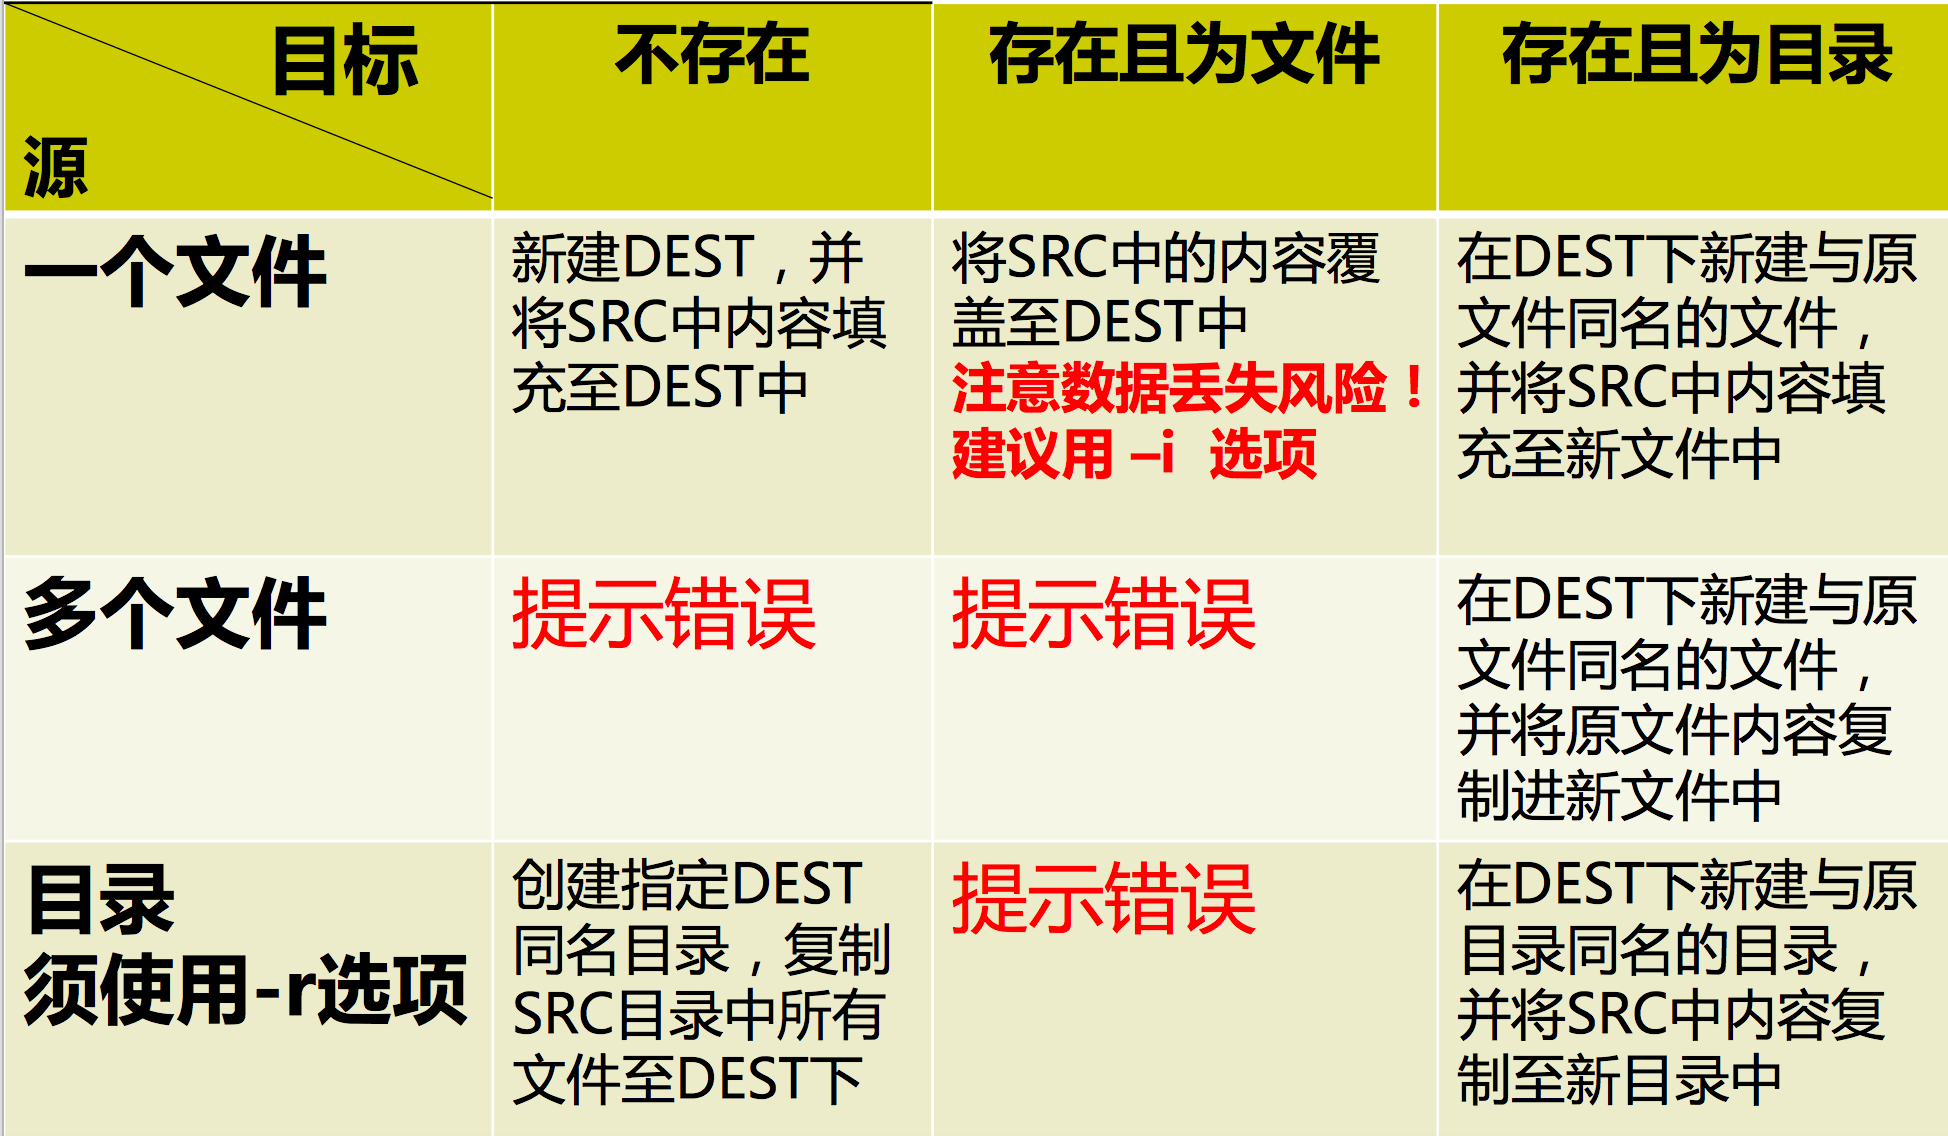 目标
源
不存在
存在且为文件
存在且为目录
一个文件
新建DEST，并
将SRC中内容填
充至DEST中
将SRC中的内容覆
盖至DEST中
注意数据丢失风险！
建议用 –i 选项
在DEST下新建与原
文件同名的文件，
并将SRC中内容填
充至新文件中
多个文件
提示错误
提示错误
在DEST下新建与原
文件同名的文件，
并将原文件内容复
制进新文件中
目录
须使用-r选项
创建指定DEST
同名目录，复制
SRC目录中所有
文件至DEST下
提示错误
在DEST下新建与原
目录同名的目录，
并将SRC中内容复
制至新目录中